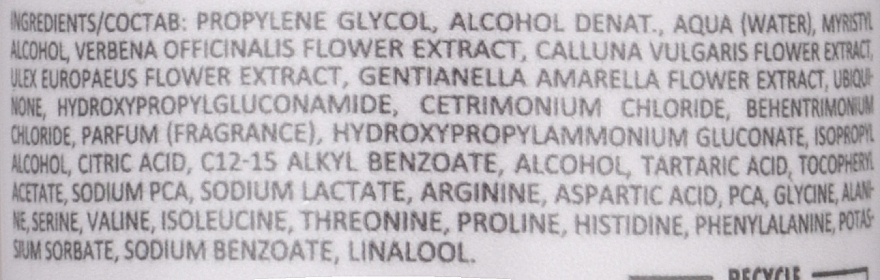 INGREDIENTS/СОСТАВ: PROPYLENE GLYCOL, ALCOHOL DENAT., AQUA (WATER), MYRISTYL
ALCOHOL, VERBENA OFFICINALIS FLOWER EXTRACT, CALLUNA VULGARIS FLOWER EXTRACT,
ULEX EUROPAEUS FLOWER EXTRACT, GENTIANELLA AMARELLA FLOWER EXTRACT, UBIQUI-
NONE, HYDROXYPROPYLGLUCONAMIDE, CETRIMONIUM CHLORIDE, BEHENTRIMONIUM
CHLORIDE, PARFUM (FRAGRANCE), HYDROXYPROPYLAMMONIUM GLUCONATE, ISOPROPYL
ALCOHOL, CITRIC ACID, C12-15 ALKYL BENZOATE, ALCOHOL, TARTARIC ACID, TOCOPHERYL
ACETATE, SODIUM PCA, SODIUM LACTATE, ARGININE, ASPARTIC ACID, PCA, GLYCINE, ALANI-
NE, SERINE, VALINE, ISOLEUCINE, THREONINE, PROLINE, HISTIDINE, PHENYLALANINE, POTAS-
SIUM SORBATE, SODIUM BENZOATE, LINALOOL.
RECYCLE